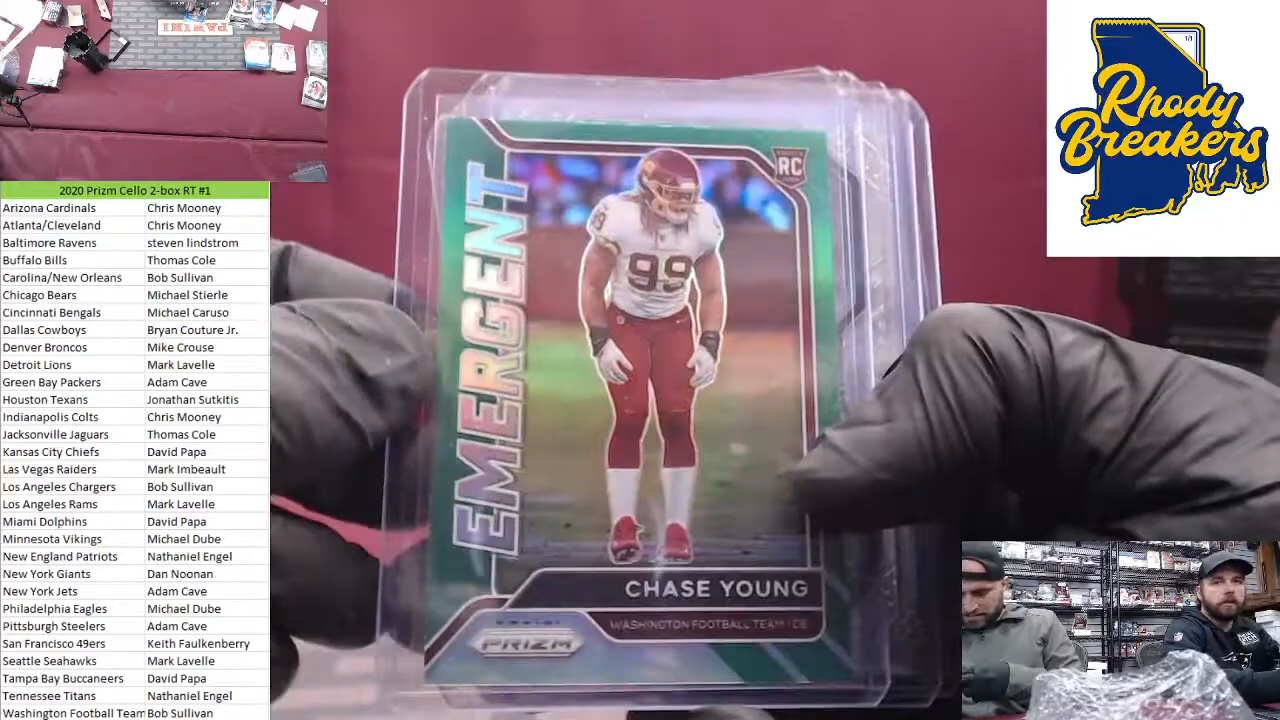 PANINI
2020 Prizm Cello 2-box RT #1
Arizona Cardinals Chris Mooney
Atlanta/Cleveland Chris Mooney
Baltimore Ravens steven lindstrom
Buffalo Bills Thomas Cole
Carolina/New Orleans Bob Sullivan
Chicago Bears Michael Stierle
Cincinnati Bengals Michael Caruso
Dallas Cowboys Bryan Couture Jr.
Denver Broncos Mike Crouse
Detroit Lions Mark Lavelle
Green Bay Packers Adam Cave
Houston Texans Jonathan Sutkitis
Indianapolis Colts Chris Mooney
Jacksonville Jaguars Thomas Cole
Kansas City Chiefs David Papa
Las Vegas Raiders Mark Imbeault
Los Angeles Chargers Bob Sullivan
Los Angeles Rams Mark Lavelle
Miami Dolphins David Papa
Minnesota Vikings Michael Dube
New England Patriots Nathaniel Engel
New York Giants Dan Noonan
New York Jets Adam Cave
Philadelphia Eagles Michael Dube
Pittsburgh Steelers Adam Cave
San Francisco 49ers Keith Faulkenberry
Seattle Seahawks Mark Lavelle
Tampa Bay Buccaneers David Papa
Tennessee Titans Nathaniel Engel
Washington Football Team Bob Sullivan
EMERGENT
RC
99
99
CHASE YOUNG
WASHINGTON FOOTBALL TEAM • DE
PRIZM
1/1
Rhody
Breakers